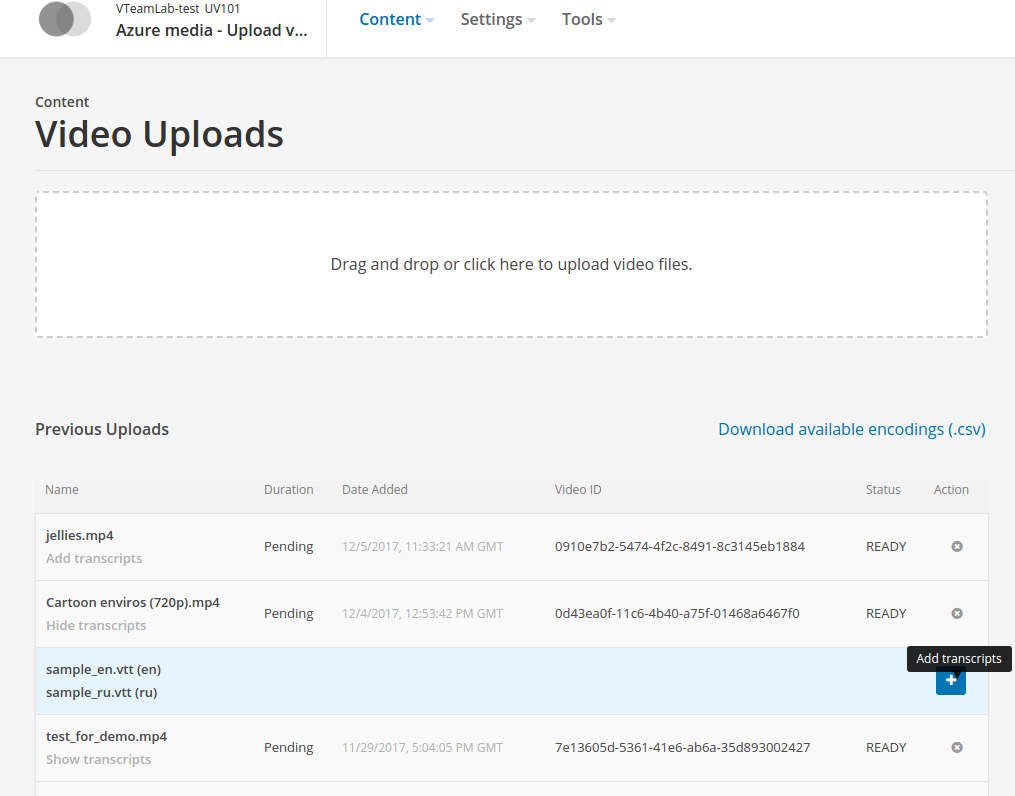 VTeamLab-test UV101
Azure media - Upload v...
Content Settings Tools
Content
Video Uploads
Drag and drop or click here to upload video files.
Previous Uploads Download available encodings (.csv)
Name Duration Date Added Video ID Status Action
jellies.mp4
Add transcripts
Pending 12/5/2017, 11:33:21 AM GMT 0910e7b2-5474-4f2c-8491-8c3145eb1884 READY
Cartoon enviros (720p).mp4
Hide transcripts
Pending 12/4/2017, 12:53:42 PM GMT 0d43ea0f-11c6-4b40-a75f-01468a6467f0 READY
Add transcripts
sample_en.vtt (en)
sample_ru.vtt (ru)
test_for_demo.mp4
Show transcripts
Pending 11/29/2017, 5:04:05 PM GMT 7e13605d-5361-41e6-ab6a-35d893002427 READY